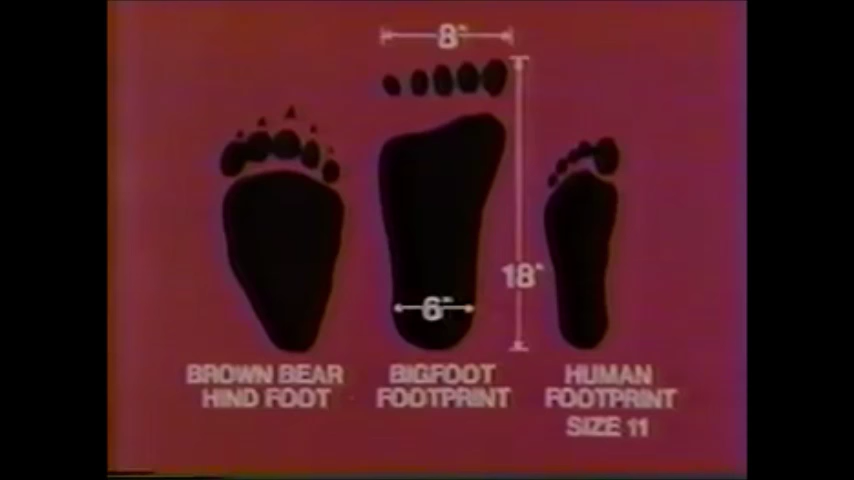 8"
18"
6"
BROWN BEAR
HIND FOOT
BIGFOOT
FOOTPRINT
HUMAN
FOOTPRINT
SIZE 11